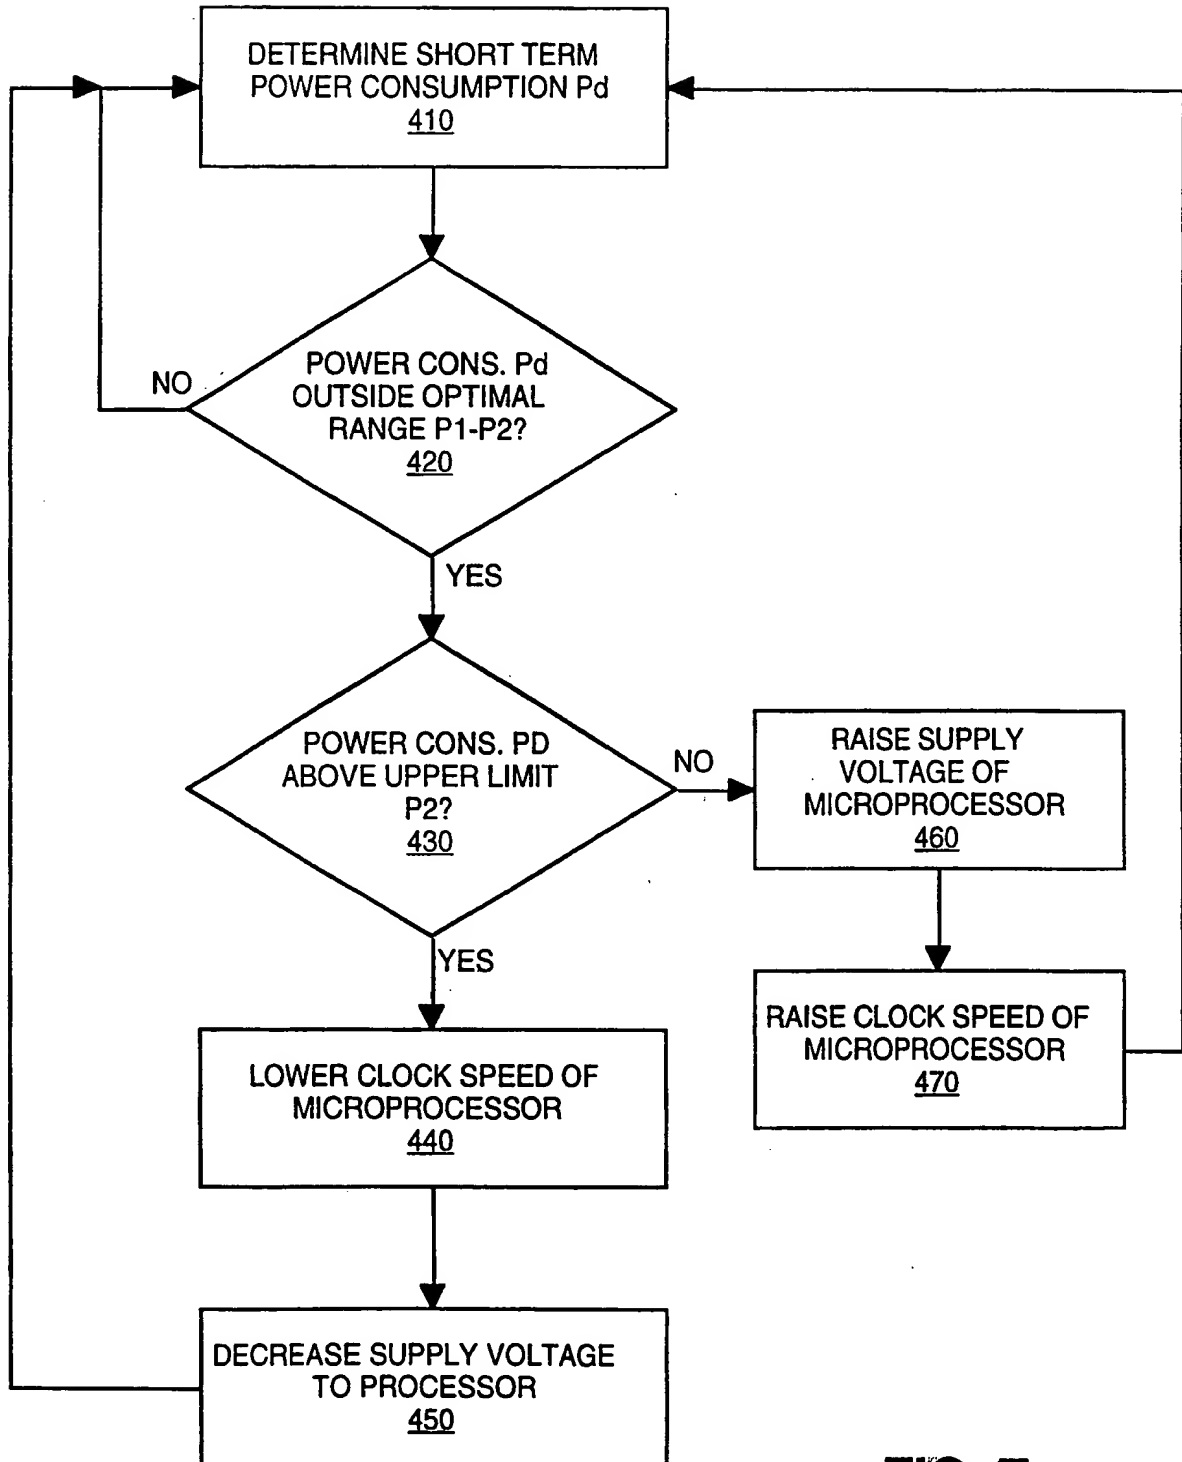 DETERMINE SHORT TERM
POWER CONSUMPTION Pd
410
POWER CONS. Pd
OUTSIDE OPTIMAL
RANGE P1-P2?
420
NO
YES
POWER CONS. PD
ABOVE UPPER LIMIT
P2?
430
NO
RAISE SUPPLY
VOLTAGE OF
MICROPROCESSOR
460
YES
RAISE CLOCK SPEED OF
MICROPROCESSOR
470
LOWER CLOCK SPEED OF
MICROPROCESSOR
440
DECREASE SUPPLY VOLTAGE
TO PROCESSOR
450